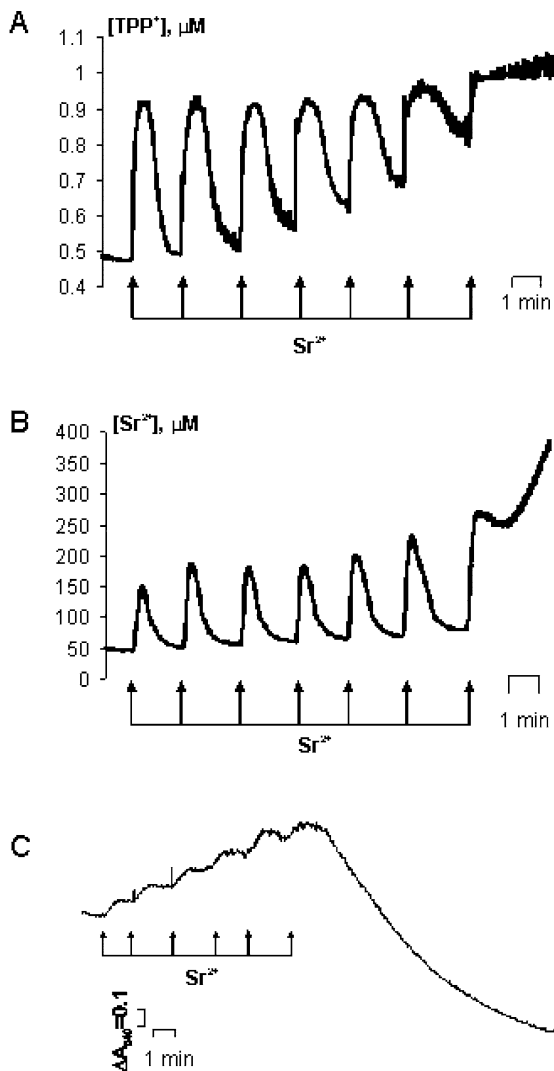 A
[TPP⁺], μM
1.1
1
0.9
0.8
0.7
0.6
0.5
0.4
Sr²⁺
1 min
B
[Sr²⁺], μM
400
350
300
250
200
150
100
50
0
Sr²⁺
1 min
C
Sr²⁺
ΔA₅₄₀=0.1
1 min